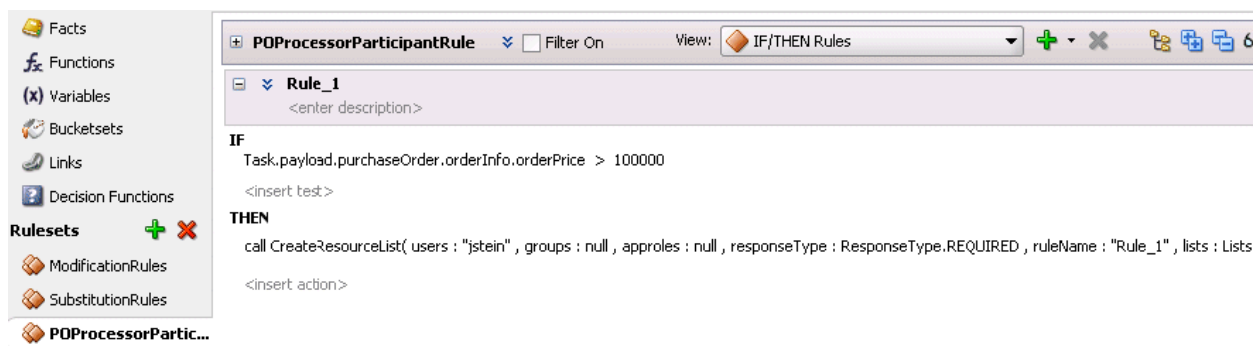 Facts
Functions
(x) Variables
Bucketsets
Links
Decision Functions
Rulesets
ModificationRules
SubstitutionRules
POProcessorPartic...
POProcessorParticipantRule Filter On View: IF/THEN Rules
Rule_1
<enter description>
IF
Task.payload.purchaseOrder.orderInfo.orderPrice > 100000
<insert test>
THEN
call CreateResourceList( users : "jstein" , groups : null , approles : null , responseType : ResponseType.REQUIRED , ruleName : "Rule_1" , lists : Lists
<insert action>